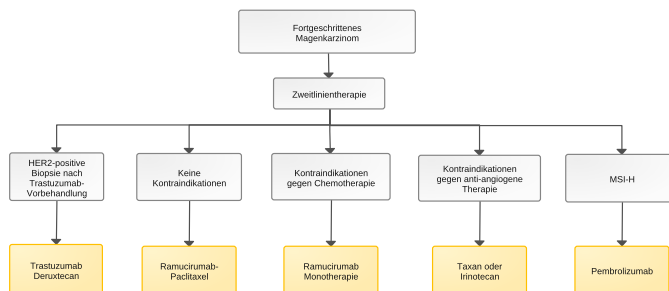 Fortgeschrittenes
Magenkarzinom
Zweitlinientherapie
HER2-positive
Biopsie nach
Trastuzumab-
Vorbehandlung
Keine
Kontraindikationen
Kontraindikationen
gegen Chemotherapie
Kontraindikationen
gegen anti-angiogene
Therapie
MSI-H
Trastuzumab
Deruxtecan
Ramucirumab-
Paclitaxel
Ramucirumab
Monotherapie
Taxan oder
Irinotecan
Pembrolizumab